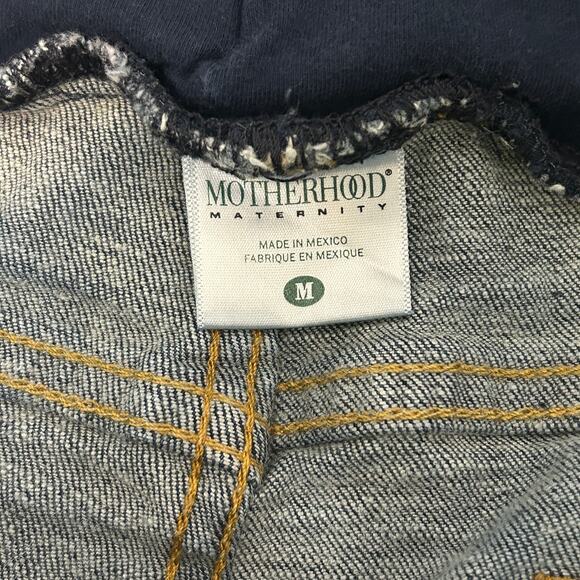 MOTHERHOOD®
MATERNITY
MADE IN MEXICO
FABRIQUE EN MEXIQUE
M